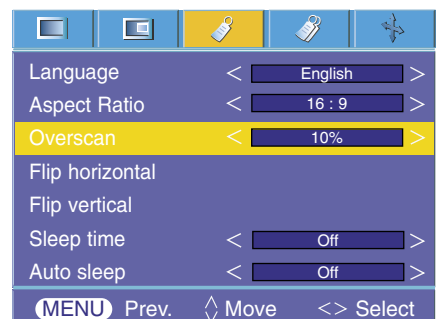 Language < English >
Aspect Ratio < 16 : 9 >
Overscan < 10% >
Flip horizontal
Flip vertical
Sleep time < Off >
Auto sleep < Off >
MENU Prev. Move <> Select